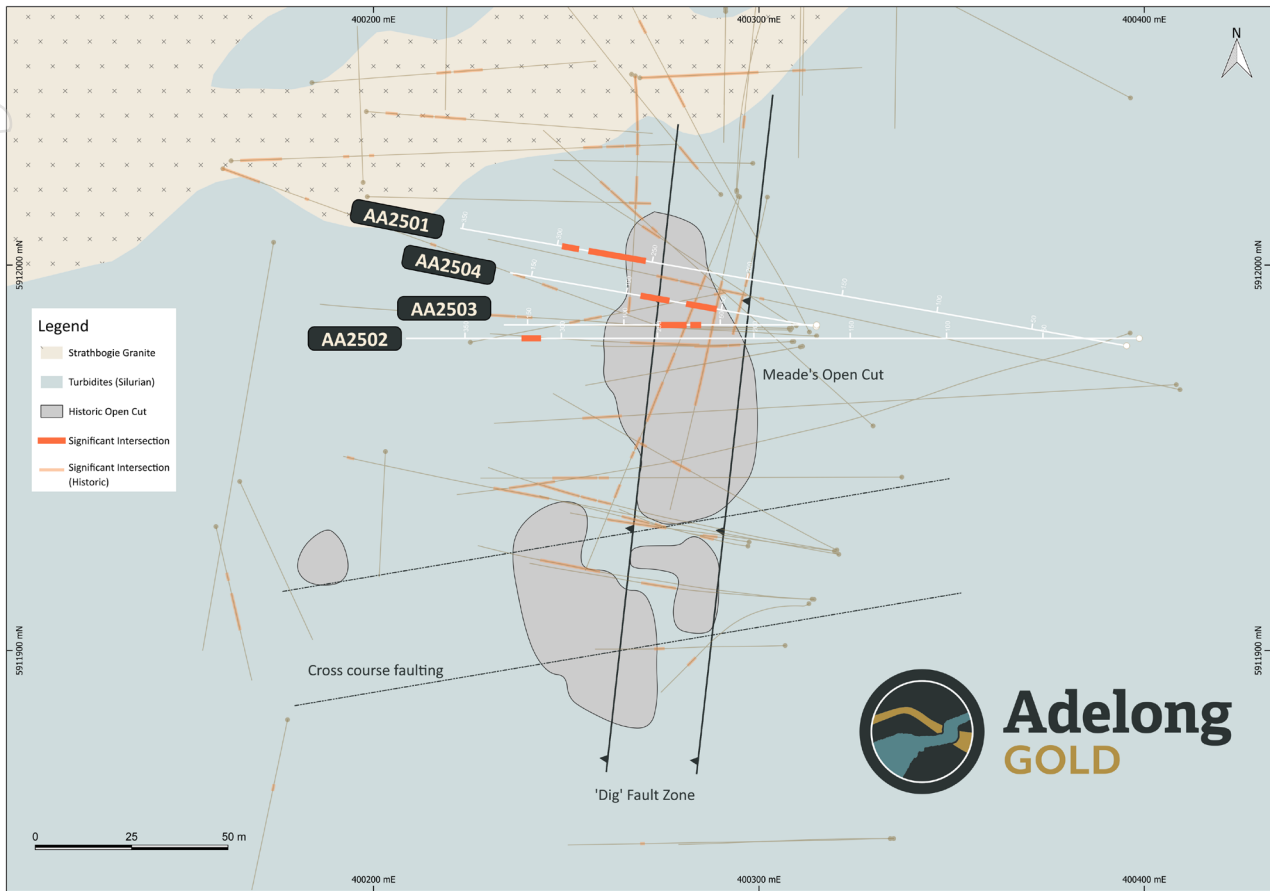 400200 mE
400300 mE
400400 mE
N
5912000 mN
5912000 mN
AA2501
AA2504
AA2503
AA2502
Legend
Strathbogie Granite
Turbidites (Silurian)
Historic Open Cut
Significant Intersection
Significant Intersection
(Historic)
Meade's Open Cut
Cross course faulting
5911900 mN
5911900 mN
'Dig' Fault Zone
Adelong
GOLD
0 25 50 m
400200 mE
400300 mE
400400 mE